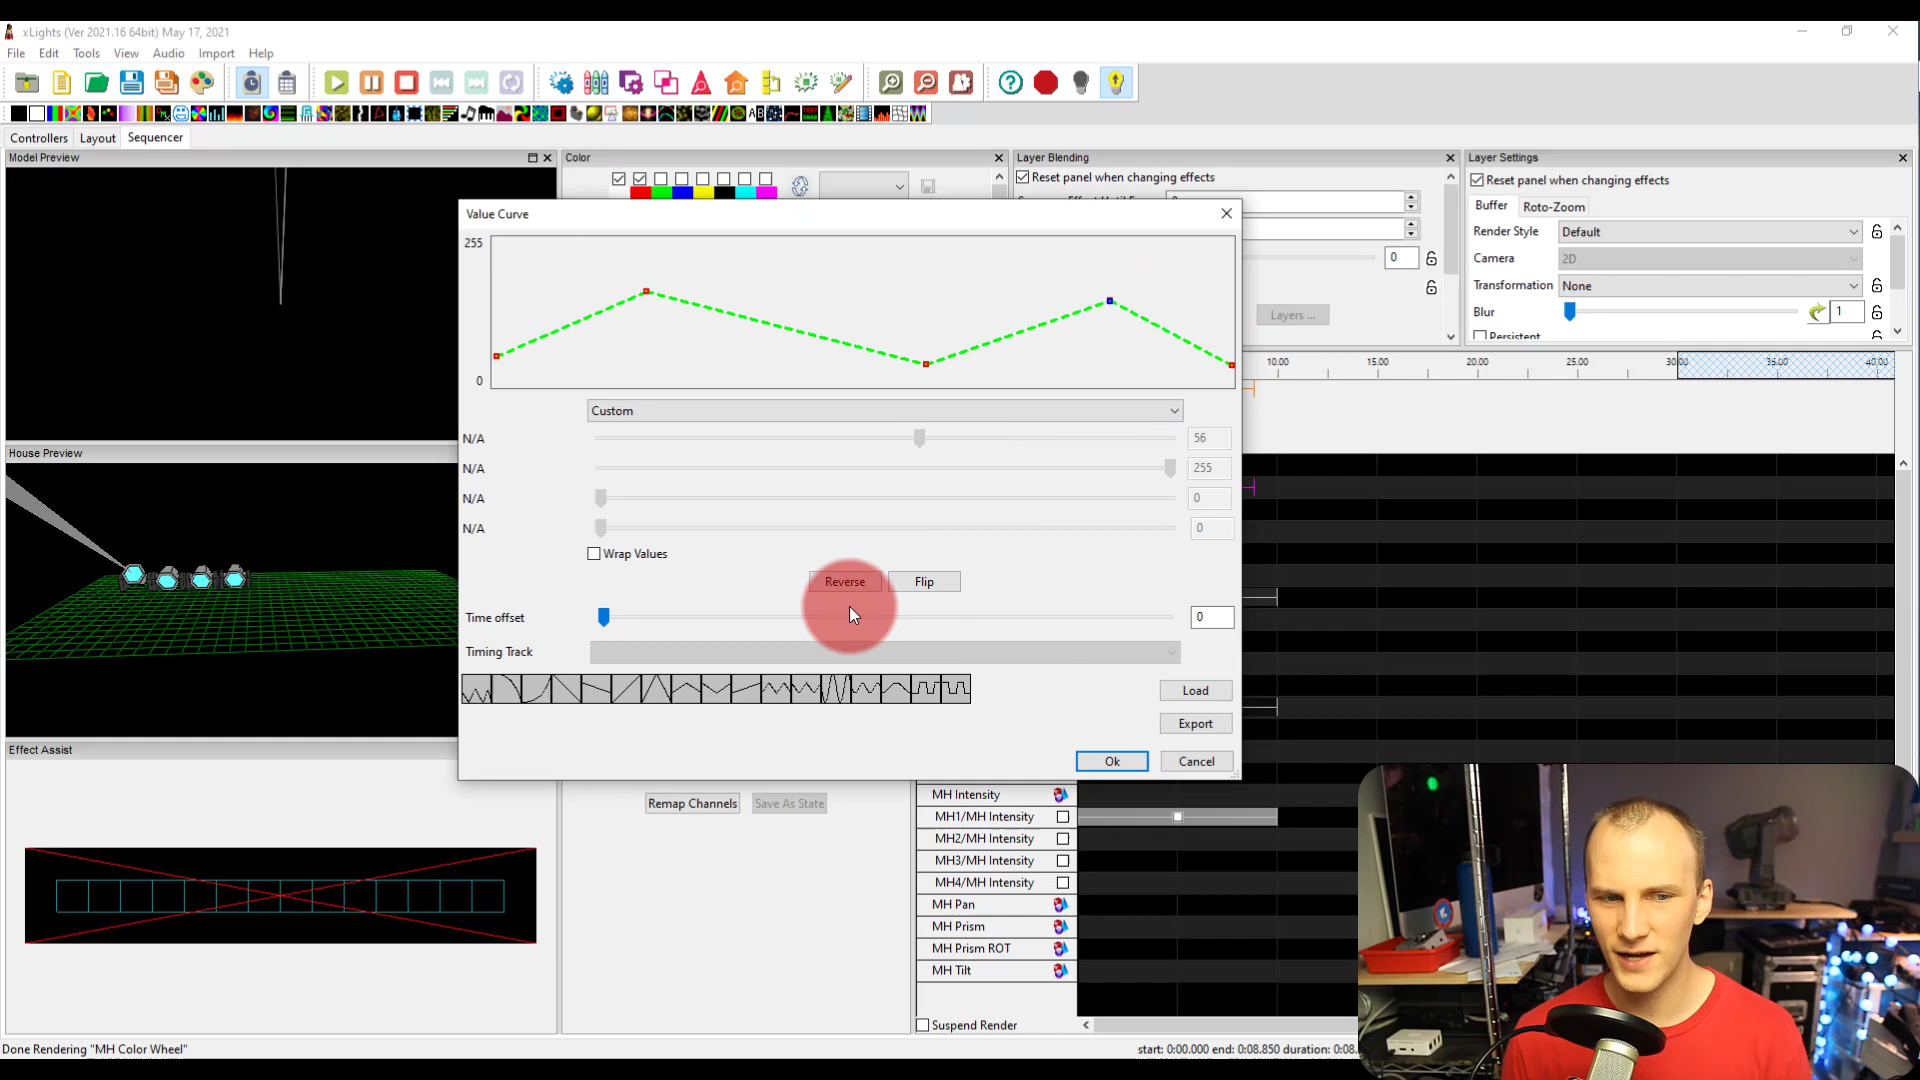 xLights (Ver 2021.16 64bit) May 17, 2021
File Edit Tools View Audio Import Help
Controllers Layout Sequencer
Model Preview
Color
Layer Blending
Layer Settings
Reset panel when changing effects
Reset panel when changing effects
Buffer Roto-Zoom
Render Style Default
Camera 2D
Transformation None
Blur 1
Persistent
0
Layers ...
Value Curve
255
0
Custom
N/A 56
N/A 255
N/A 0
N/A 0
Wrap Values
Reverse Flip
Time offset 0
Timing Track
Load
Export
Ok Cancel
10.00 15.00 20.00 25.00 30.00 35.00 40.00
House Preview
Effect Assist
Remap Channels Save As State
MH Intensity
MH1/MH Intensity
MH2/MH Intensity
MH3/MH Intensity
MH4/MH Intensity
MH Pan
MH Prism
MH Prism ROT
MH Tilt
Suspend Render
Done Rendering "MH Color Wheel"
start: 0:00.000 end: 0:08.850 duration: 0:08.